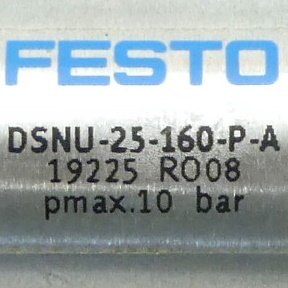 FESTO
DSNU-25-160-P-A
19225 RO08
pmax.10 bar